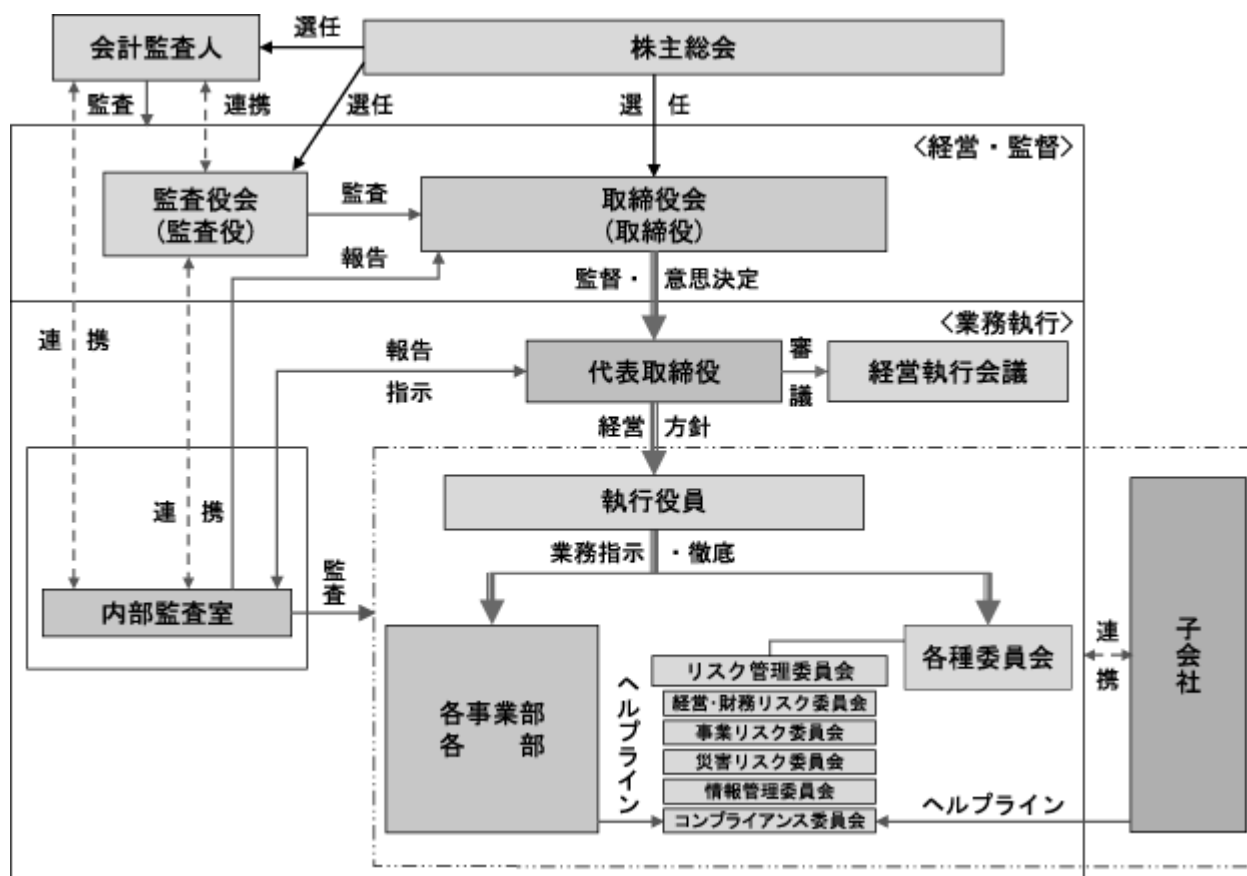 会計監査人
選任
株主総会
監査
連携
選任
選 任
<経営・監督>
監査役会
(監査役)
監査
取締役会
(取締役)
報告
監督・ 意思決定
<業務執行>
連 携
報告
指示
代表取締役
審
議
経営執行会議
経営 方針
連 携
執行役員
業務指示 ・徹底
内部監査室
監
査
各事業部
各 部
ヘルプライン
リスク管理委員会
経営・財務リスク委員会
事業リスク委員会
災害リスク委員会
情報管理委員会
コンプライアンス委員会
各種委員会
連
携
子会社
ヘルプライン